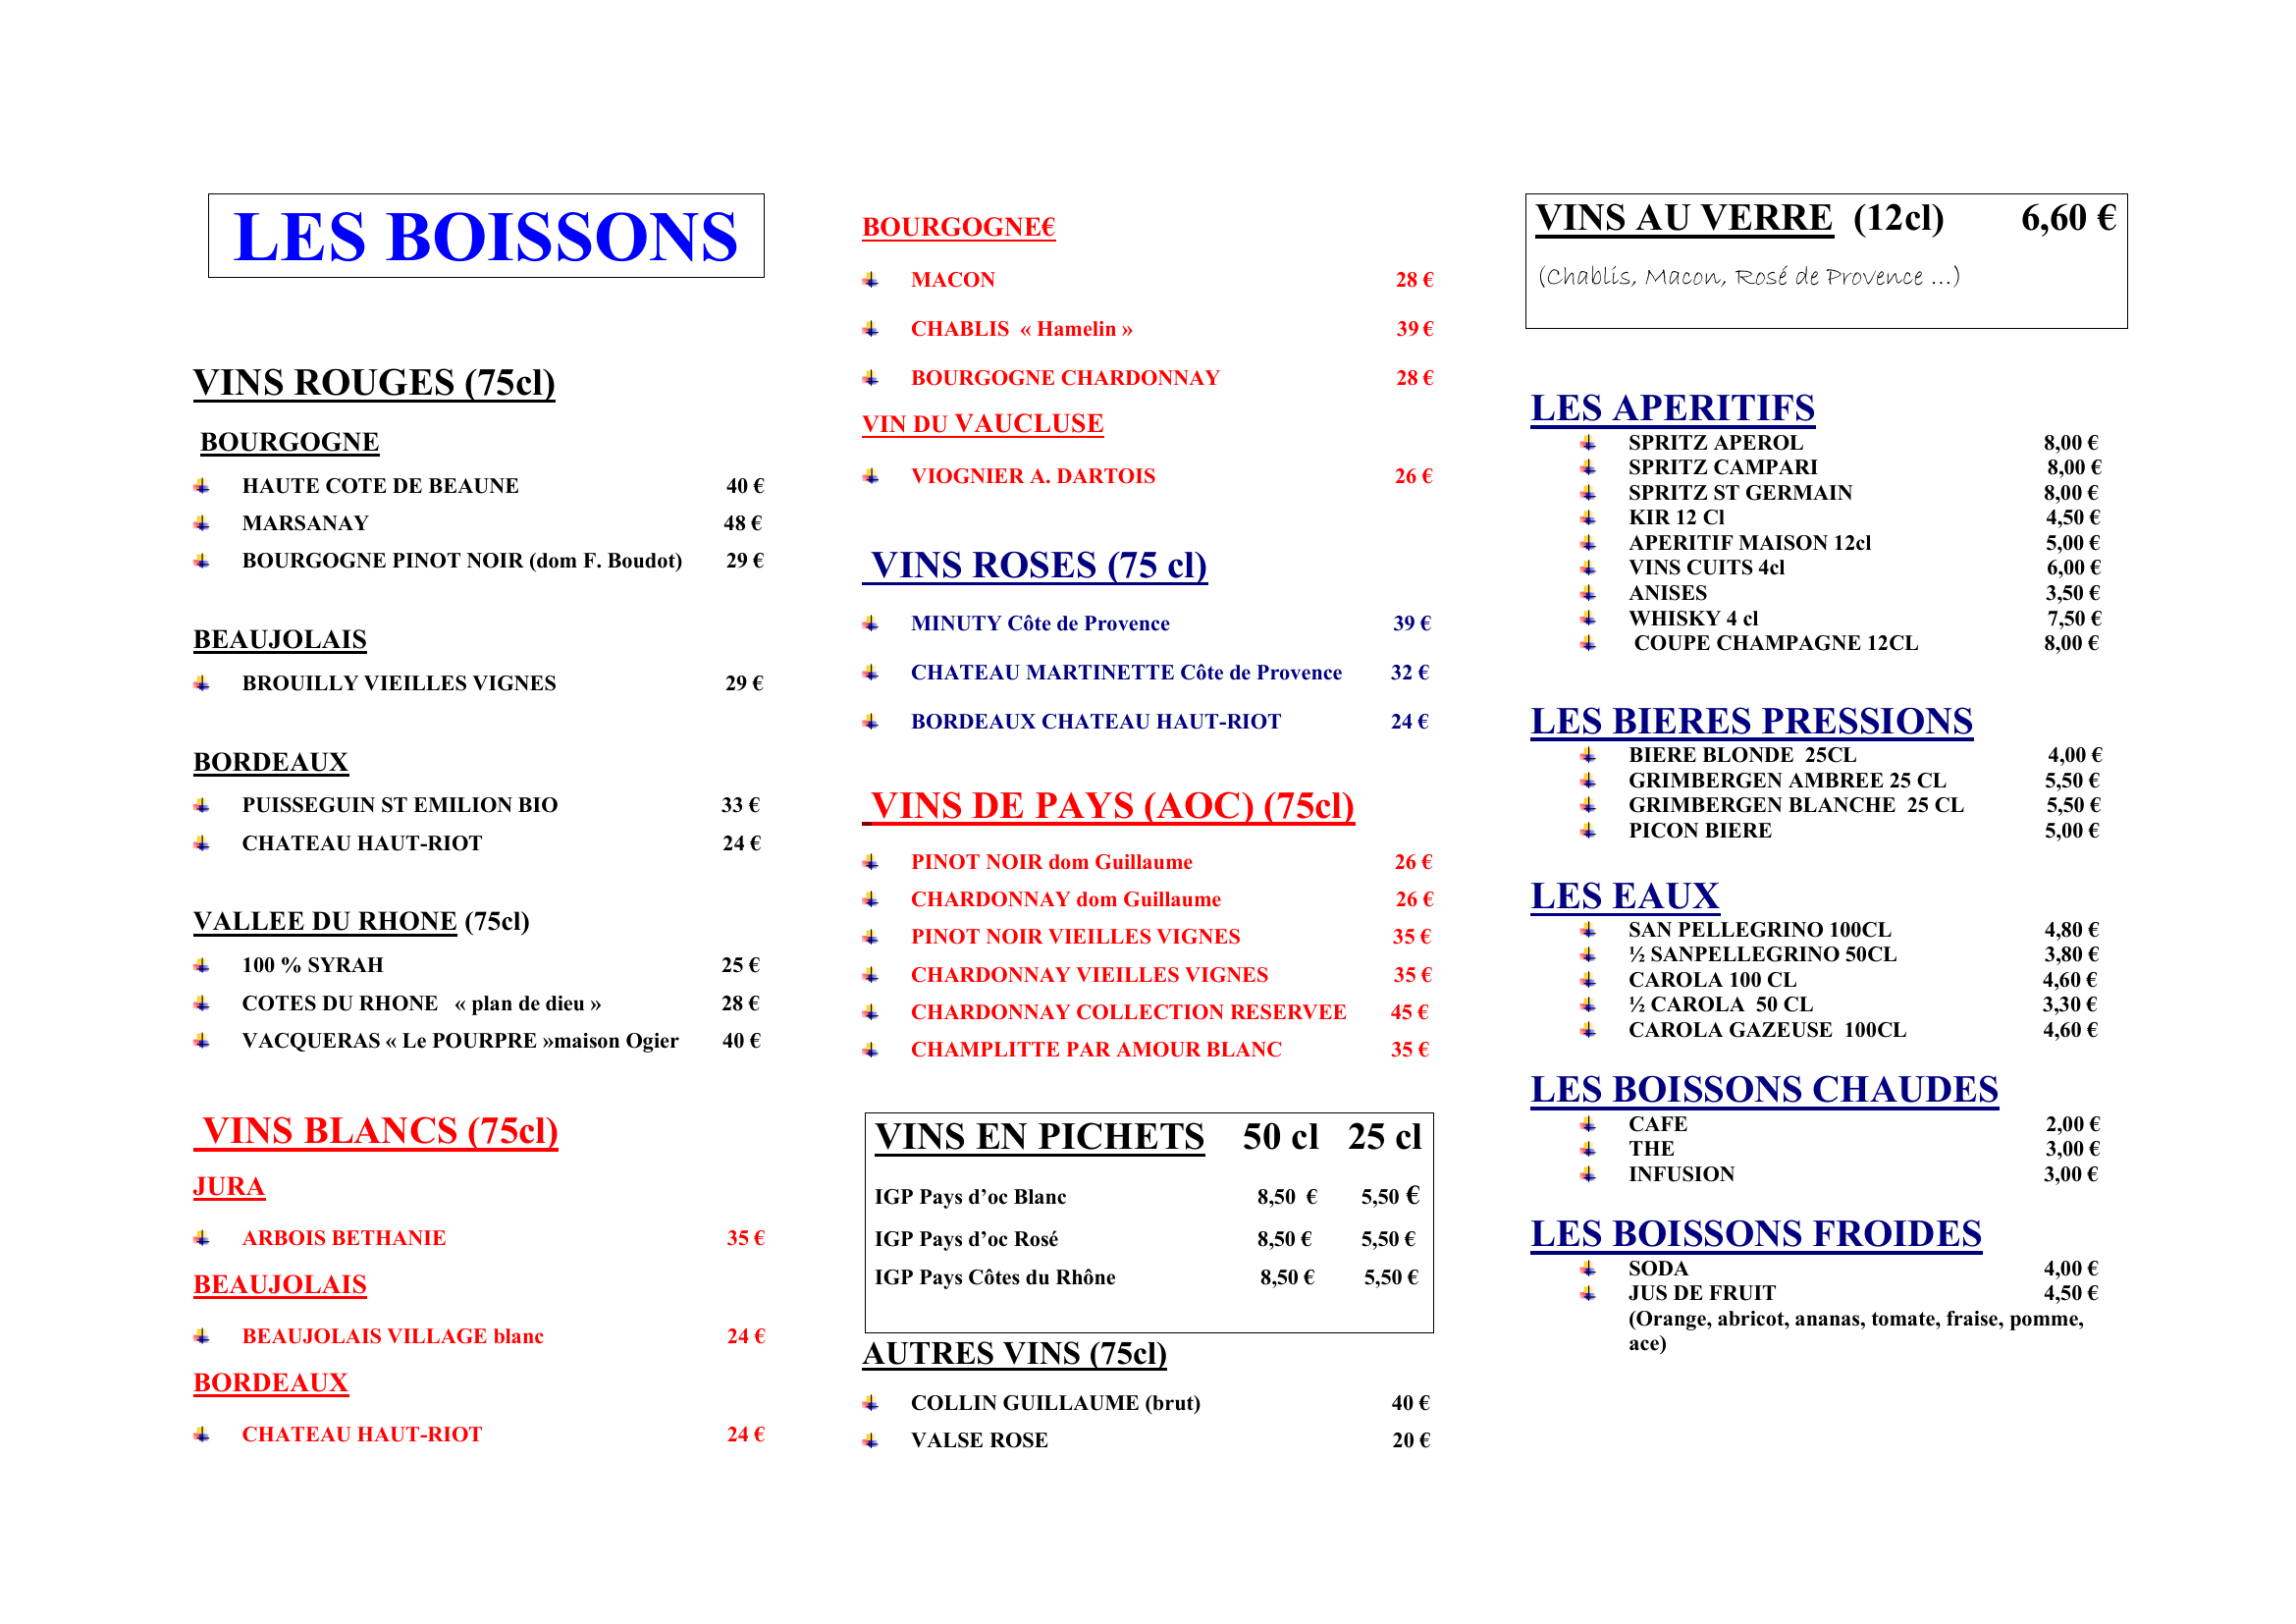 LES BOISSONS
VINS ROUGES (75cl)
BOURGOGNE
HAUTE COTE DE BEAUNE 40 €
MARSANAY 48 €
BOURGOGNE PINOT NOIR (dom F. Boudot) 29 €
BEAUJOLAIS
BROUILLY VIEILLES VIGNES 29 €
BORDEAUX
PUISSEGUIN ST EMILION BIO 33 €
CHATEAU HAUT-RIOT 24 €
VALLEE DU RHONE (75cl)
100 % SYRAH 25 €
COTES DU RHONE « plan de dieu » 28 €
VACQUERAS « Le POURPRE »maison Ogier 40 €
VINS BLANCS (75cl)
JURA
ARBOIS BETHANIE 35 €
BEAUJOLAIS
BEAUJOLAIS VILLAGE blanc 24 €
BORDEAUX
CHATEAU HAUT-RIOT 24 €
BOURGOGNE€
MACON 28 €
CHABLIS « Hamelin » 39 €
BOURGOGNE CHARDONNAY 28 €
VIN DU VAUCLUSE
VIOGNIER A. DARTOIS 26 €
VINS ROSES (75 cl)
MINUTY Côte de Provence 39 €
CHATEAU MARTINETTE Côte de Provence 32 €
BORDEAUX CHATEAU HAUT-RIOT 24 €
VINS DE PAYS (AOC) (75cl)
PINOT NOIR dom Guillaume 26 €
CHARDONNAY dom Guillaume 26 €
PINOT NOIR VIEILLES VIGNES 35 €
CHARDONNAY VIEILLES VIGNES 35 €
CHARDONNAY COLLECTION RESERVEE 45 €
CHAMPLITTE PAR AMOUR BLANC 35 €
VINS EN PICHETS 50 cl 25 cl
IGP Pays d’oc Blanc 8,50 € 5,50 €
IGP Pays d’oc Rosé 8,50 € 5,50 €
IGP Pays Côtes du Rhône 8,50 € 5,50 €
AUTRES VINS (75cl)
COLLIN GUILLAUME (brut) 40 €
VALSE ROSE 20 €
VINS AU VERRE (12cl) 6,60 €
(Chablis, Macon, Rosé de Provence …)
LES APERITIFS
SPRITZ APEROL 8,00 €
SPRITZ CAMPARI 8,00 €
SPRITZ ST GERMAIN 8,00 €
KIR 12 Cl 4,50 €
APERITIF MAISON 12cl 5,00 €
VINS CUITS 4cl 6,00 €
ANISES 3,50 €
WHISKY 4 cl 7,50 €
COUPE CHAMPAGNE 12CL 8,00 €
LES BIERES PRESSIONS
BIERE BLONDE 25CL 4,00 €
GRIMBERGEN AMBREE 25 CL 5,50 €
GRIMBERGEN BLANCHE 25 CL 5,50 €
PICON BIERE 5,00 €
LES EAUX
SAN PELLEGRINO 100CL 4,80 €
½ SANPELLEGRINO 50CL 3,80 €
CAROLA 100 CL 4,60 €
½ CAROLA 50 CL 3,30 €
CAROLA GAZEUSE 100CL 4,60 €
LES BOISSONS CHAUDES
CAFE 2,00 €
THE 3,00 €
INFUSION 3,00 €
LES BOISSONS FROIDES
SODA 4,00 €
JUS DE FRUIT 4,50 €
(Orange, abricot, ananas, tomate, fraise, pomme,
ace)